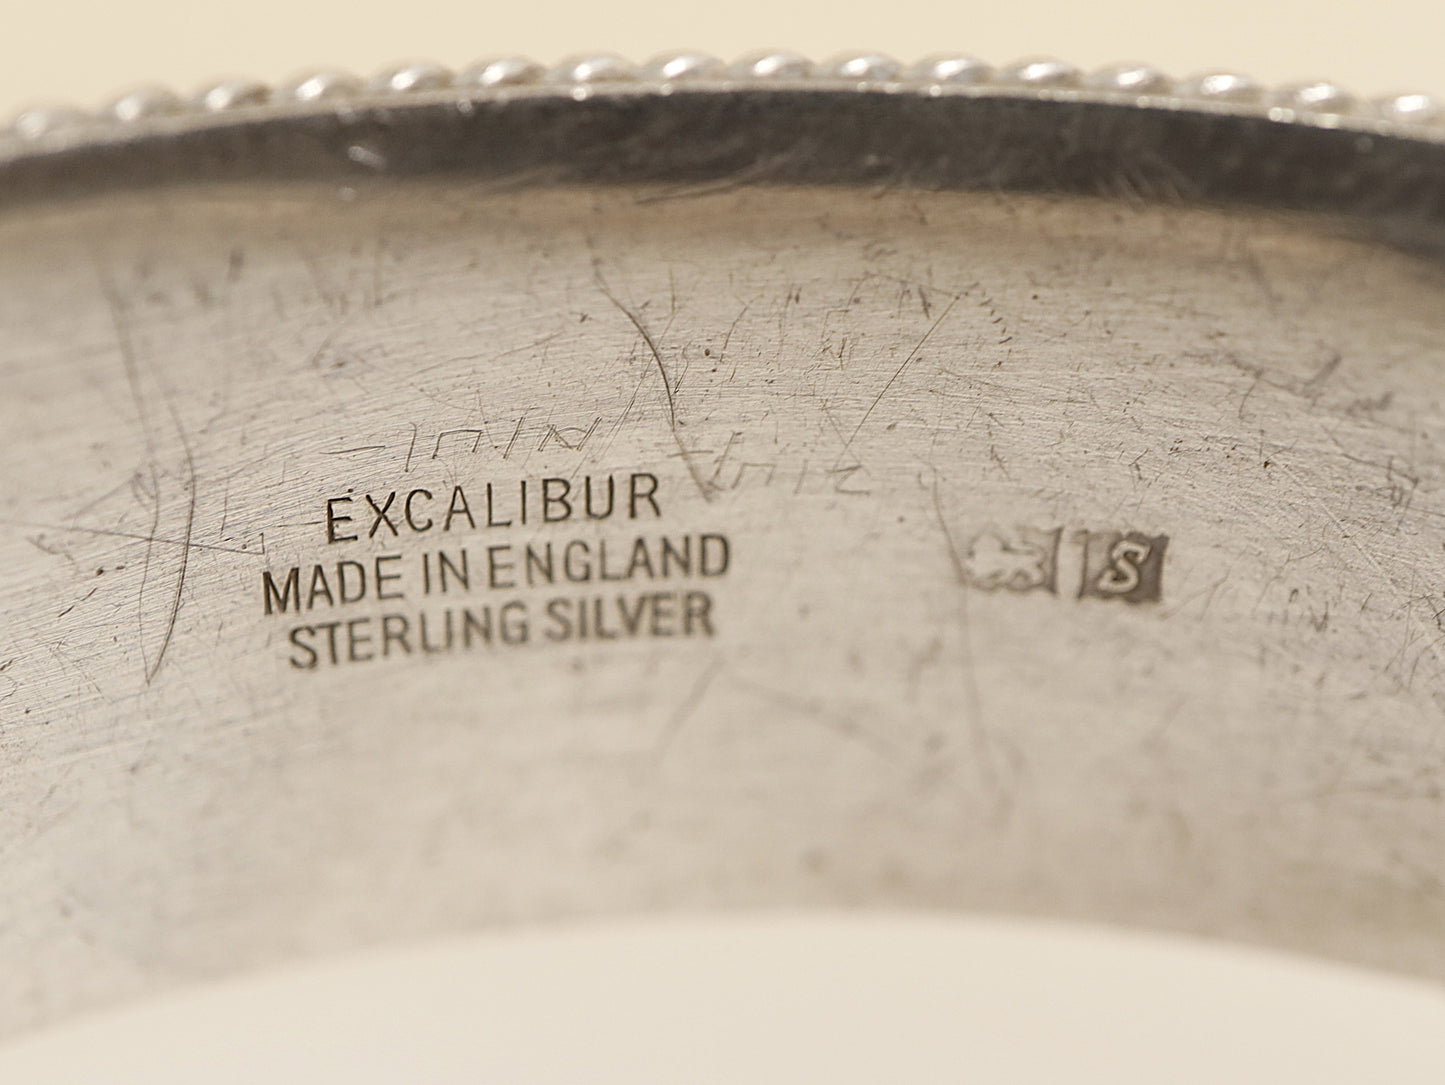 EXCALIBUR
MADE IN ENGLAND
STERLING SILVER
S